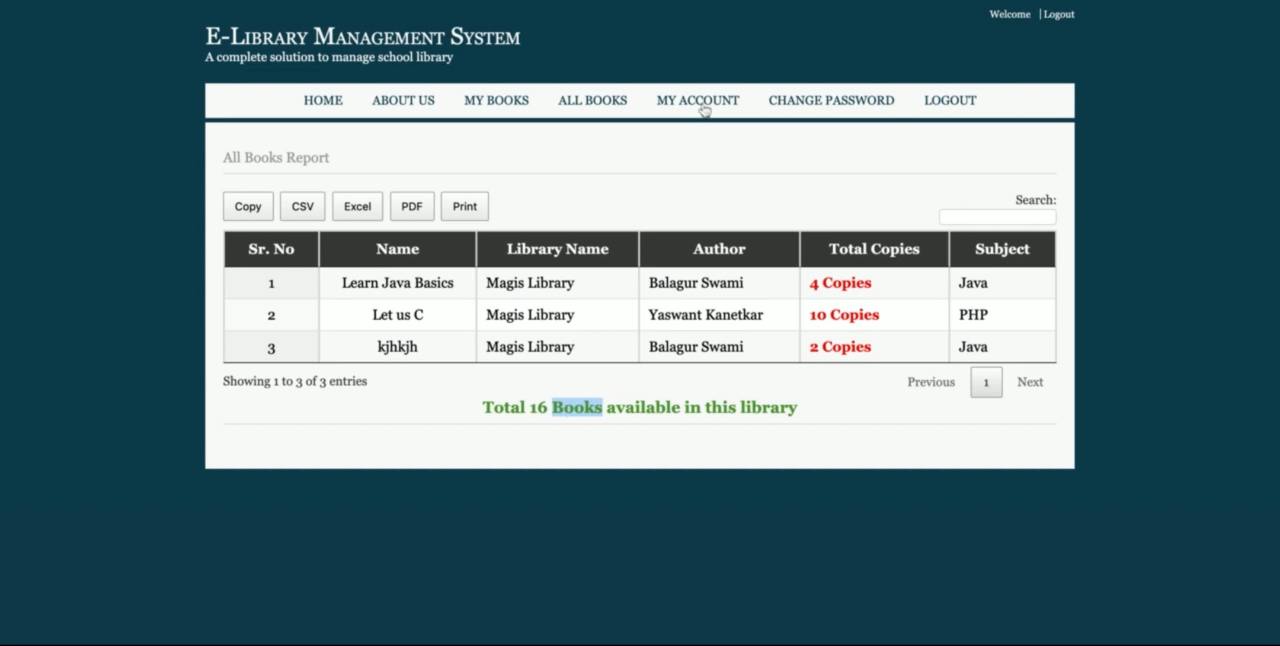 Welcome | Logout
E-Library Management System
A complete solution to manage school library
HOME ABOUT US MY BOOKS ALL BOOKS MY ACCOUNT CHANGE PASSWORD LOGOUT
All Books Report
Copy CSV Excel PDF Print Search:
Sr. No Name Library Name Author Total Copies Subject
1 Learn Java Basics Magis Library Balagur Swami 4 Copies Java
2 Let us C Magis Library Yaswant Kanetkar 10 Copies PHP
3 kjhkjh Magis Library Balagur Swami 2 Copies Java
Showing 1 to 3 of 3 entries Previous 1 Next
Total 16 Books available in this library